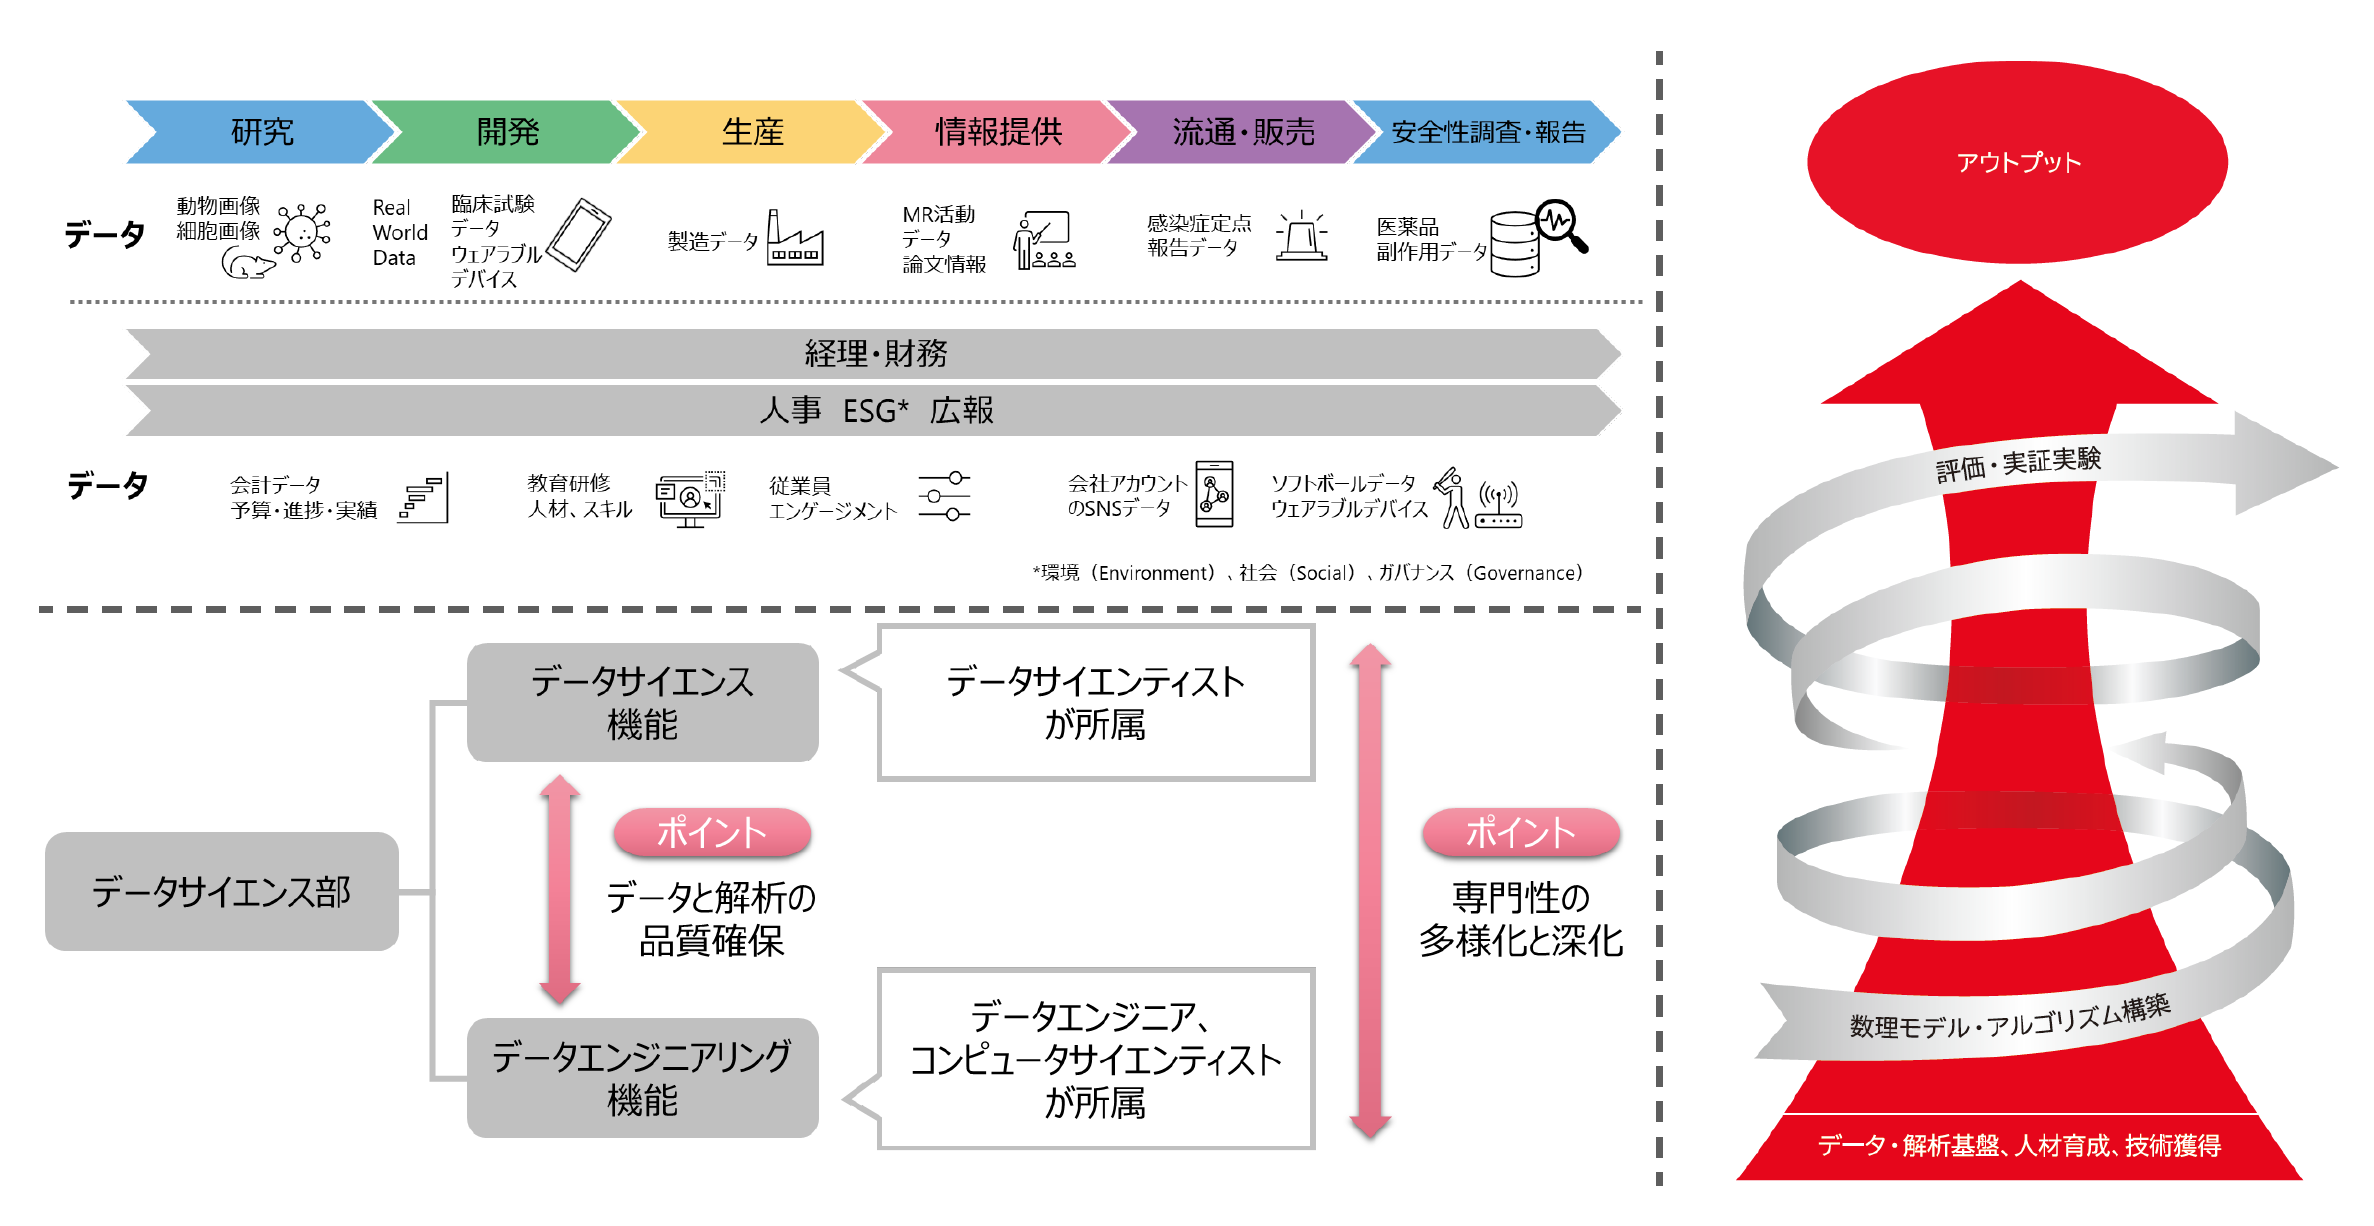 研究
開発
生産
情報提供
流通・販売
安全性調査・報告
データ
動物画像
細胞画像
Real
World
Data
臨床試験
データ
ウェアラブル
デバイス
製造データ
MR活動
データ
論文情報
感染症定点
報告データ
医薬品
副作用データ
経理・財務
人事　ESG*　広報
データ
会計データ
予算・進捗・実績
教育研修
人材、スキル
従業員
エンゲージメント
会社アカウント
のSNSデータ
ソフトボールデータ
ウェアラブルデバイス
*環境（Environment）、社会（Social）、ガバナンス（Governance）
データサイエンス部
データサイエンス
機能
データサイエンティスト
が所属
ポイント
データと解析の
品質確保
ポイント
専門性の
多様化と深化
データエンジニアリング
機能
データエンジニア、
コンピュータサイエンティスト
が所属
アウトプット
評価・実証実験
数理モデル・アルゴリズム構築
データ・解析基盤、人材育成、技術獲得